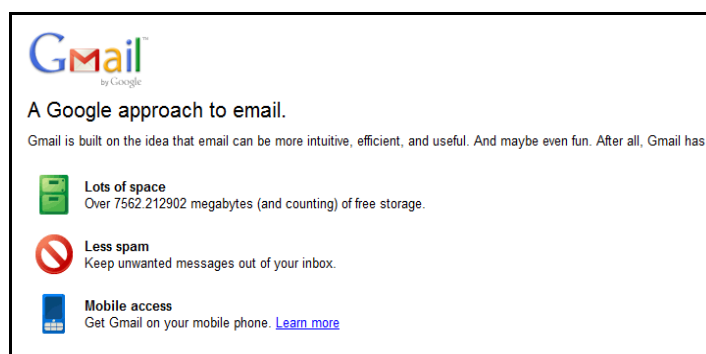 Gmail™
by Google
A Google approach to email.
Gmail is built on the idea that email can be more intuitive, efficient, and useful. And maybe even fun. After all, Gmail has
Lots of space
Over 7562.212902 megabytes (and counting) of free storage.
Less spam
Keep unwanted messages out of your inbox.
Mobile access
Get Gmail on your mobile phone. Learn more